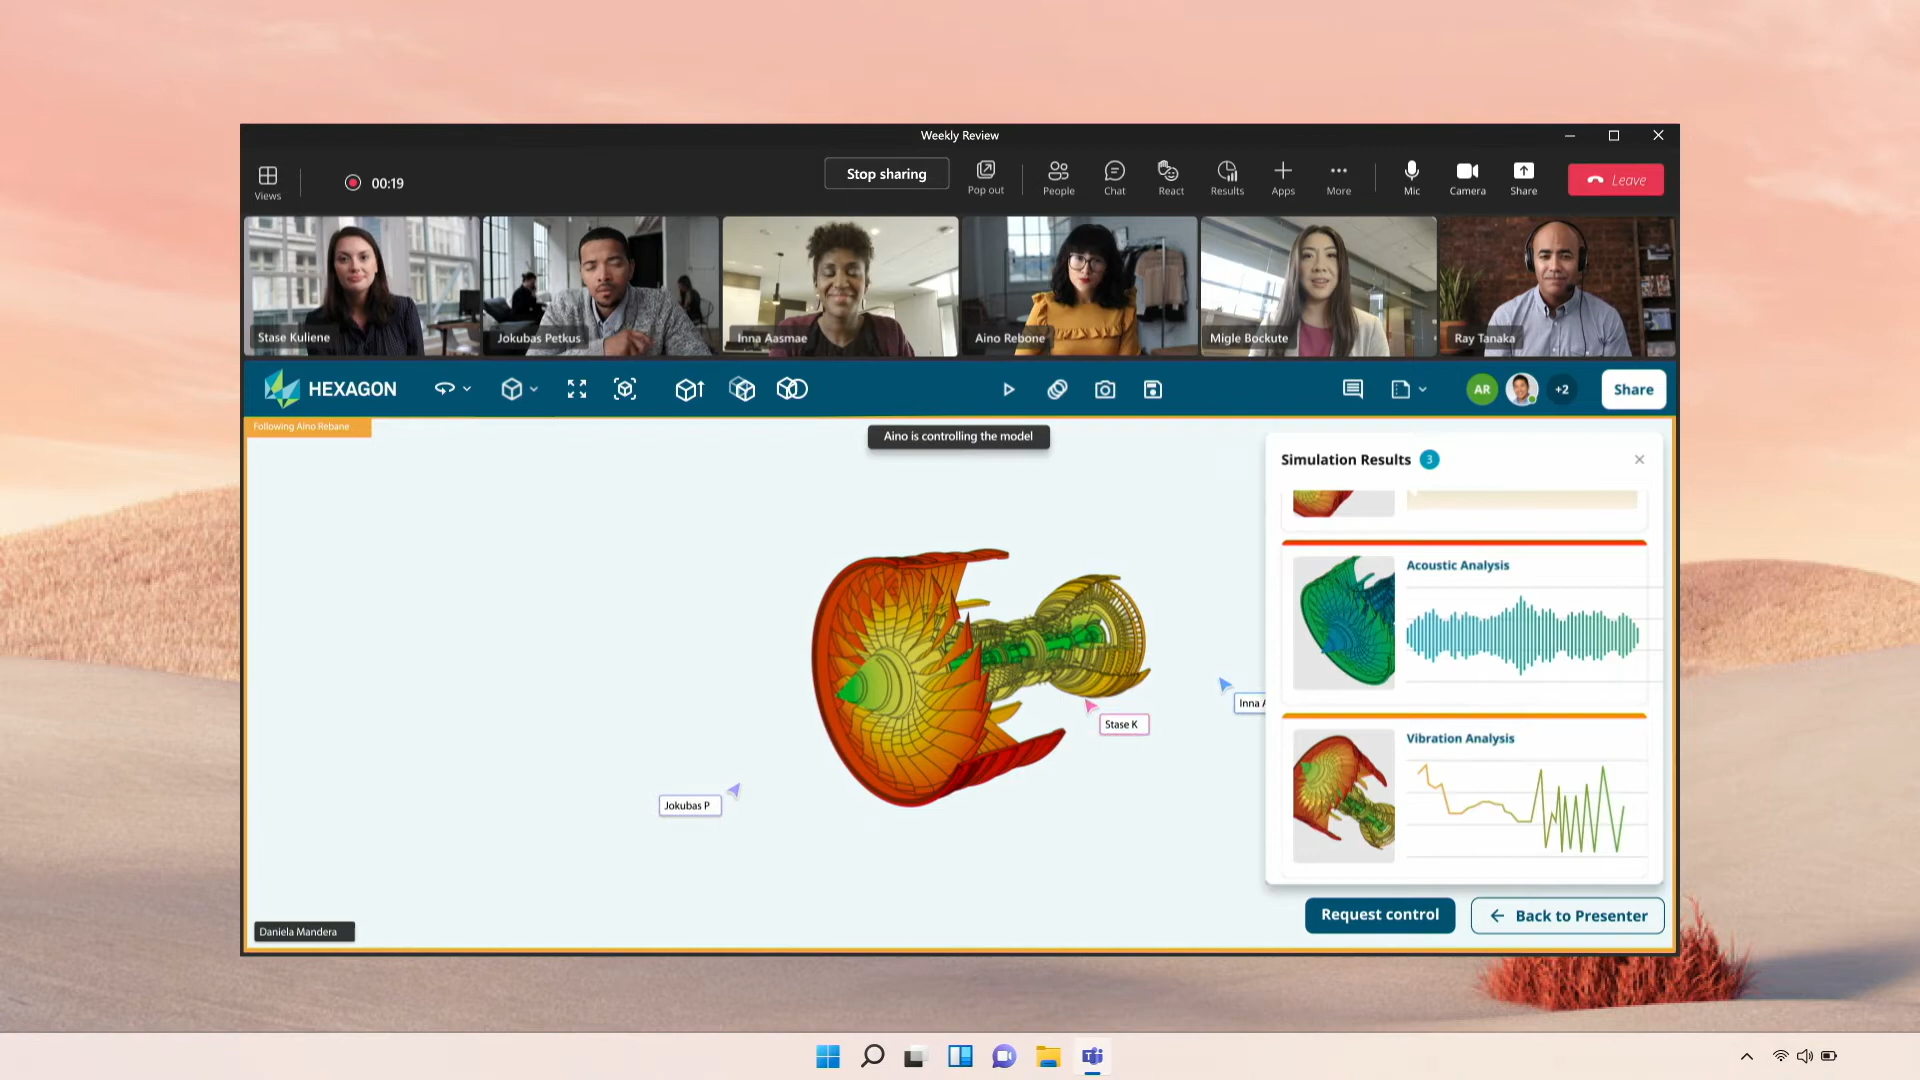 Weekly Review
Views
00:19
Stop sharing
Pop out
People
Chat
React
Results
Apps
More
Mic
Camera
Share
Leave
Stase Kuliene
Jokubas Petkus
Inna Aasmae
Aino Rebone
Migle Bockute
Ray Tanaka
HEXAGON
AR
+2
Share
Following Aino Rebane
Aino is controlling the model
Simulation Results 3
Acoustic Analysis
Vibration Analysis
Inna A
Stase K
Jokubas P
Daniela Mandera
Request control
Back to Presenter